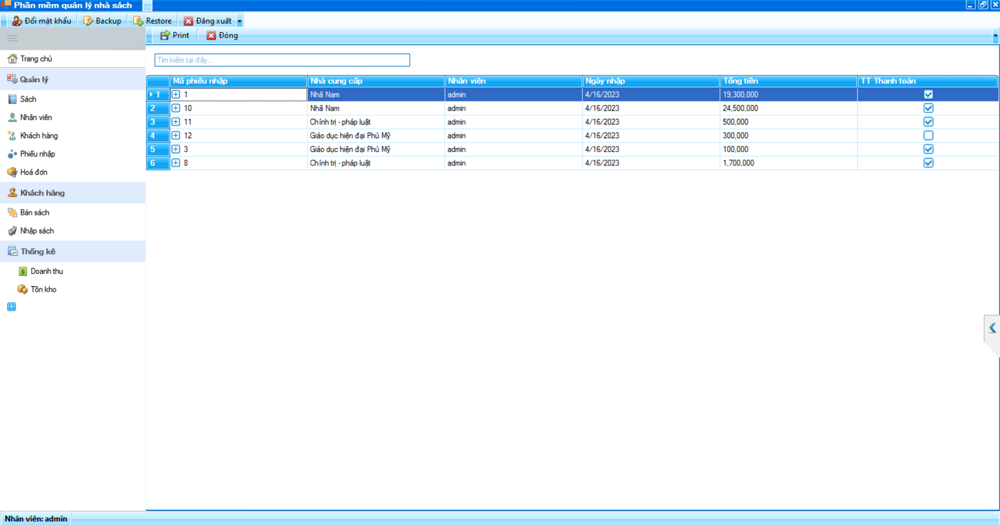 Phần mềm quản lý nhà sách
Đổi mật khẩu Backup Restore Đăng xuất
Print Đóng
Trang chủ
Tìm kiếm tại đây...
Quản lý
Sách
Nhân viên
Khách hàng
Phiếu nhập
Hoá đơn
Khách hàng
Bán sách
Nhập sách
Thống kê
Doanh thu
Tồn kho
Mã phiếu nhập Nhà cung cấp Nhân viên Ngày nhập Tổng tiền TT Thanh toán
1 1 Nhã Nam admin 4/16/2023 19,300,000
2 10 Nhã Nam admin 4/16/2023 24,500,000
3 11 Chính trị - pháp luật admin 4/16/2023 500,000
4 12 Giáo dục hiện đại Phú Mỹ admin 4/16/2023 300,000
5 3 Giáo dục hiện đại Phú Mỹ admin 4/16/2023 100,000
6 8 Chính trị - pháp luật admin 4/16/2023 1,700,000
Nhân viên: admin